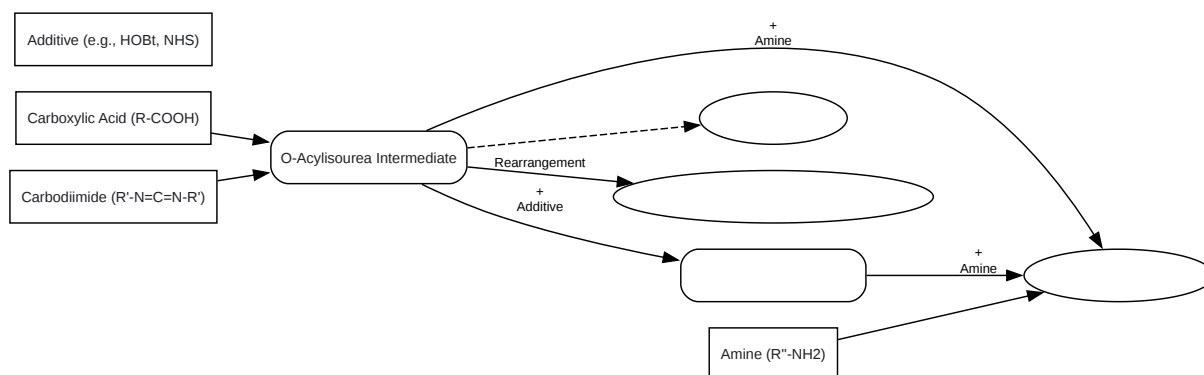 Additive (e.g., HOBt, NHS)
Carboxylic Acid (R-COOH)
Carbodiimide (R'-N=C=N-R')
O-Acylisourea Intermediate
+
Amine
Rearrangement
+
Additive
+
Amine
Amine (R"-NH2)